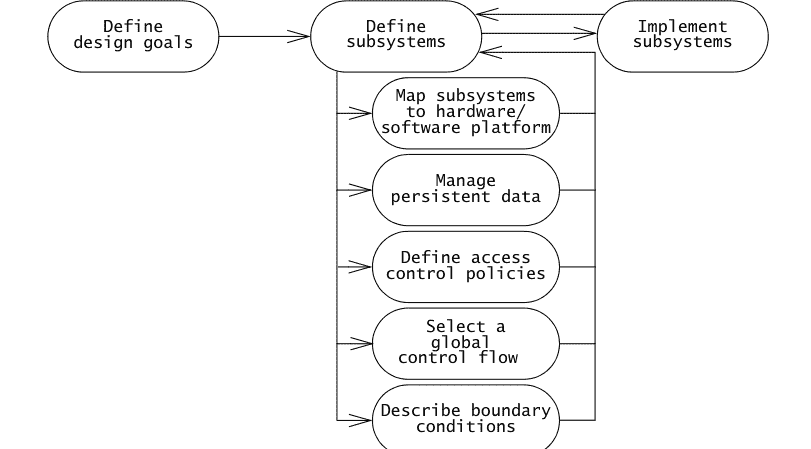 Define
design goals
Define
subsystems
Implement
subsystems
Map subsystems
to hardware/
software platform
Manage
persistent data
Define access
control policies
Select a
global
control flow
Describe boundary
conditions